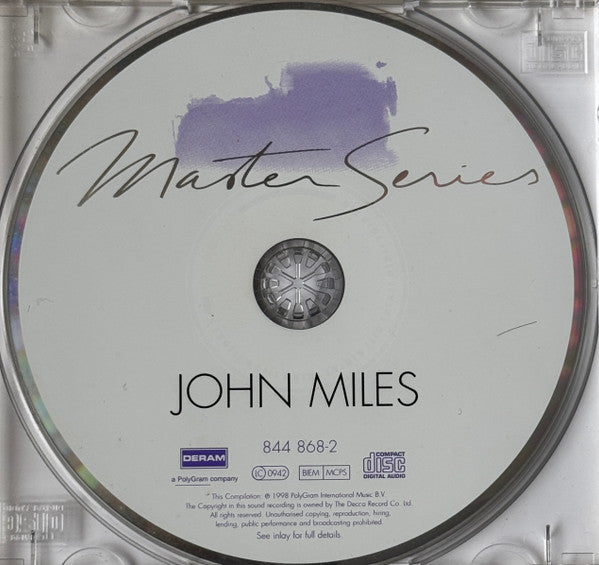 Master Series
JOHN MILES
844 868-2
DERAM
a PolyGram company
LC 0942
BIEM MCPS
COMPACT
disc
DIGITAL AUDIO
This Compilation: ℗ 1998 PolyGram International Music B.V
The Copyright in this sound recording is owned by The Decca Record Co. Ltd.
All rights reserved. Unauthorised copying, reproduction, hiring,
lending, public performance and broadcasting prohibited.
See inlay for full details